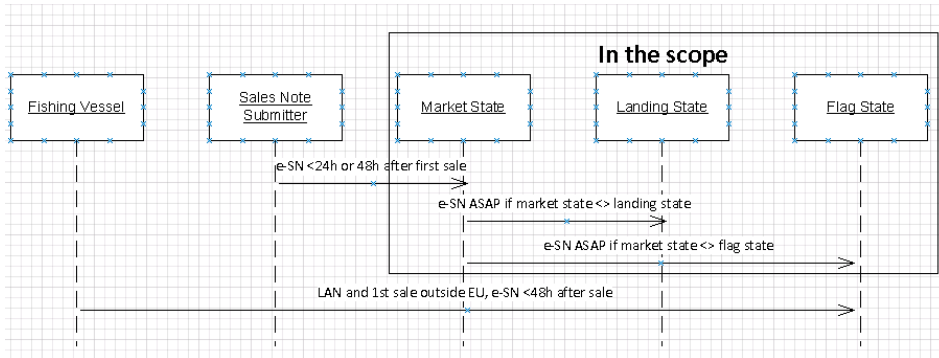 In the scope
Fishing Vessel
Sales Note
Submitter
Market State
Landing State
Flag State
e-SN <24h or 48h after first sale
e-SN ASAP if market state <> landing state
e-SN ASAP if market state <> flag state
LAN and 1st sale outside EU, e-SN <48h after sale